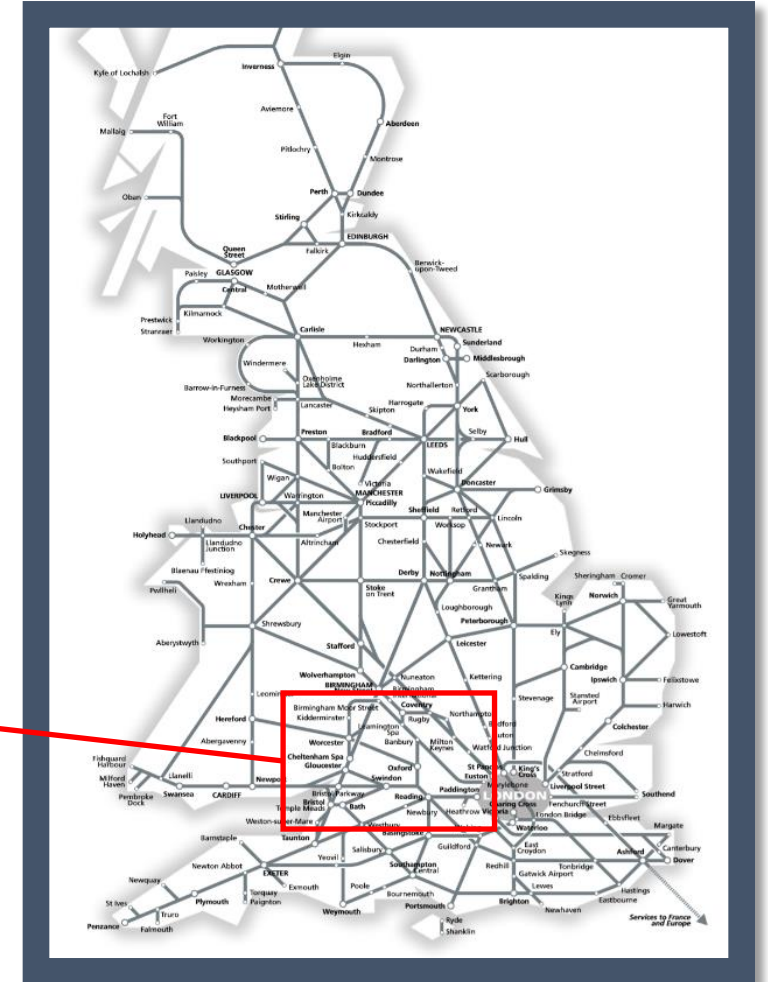 Elgin
Inverness
Kyle of Lochalsh
Aviemore
Fort
William
Aberdeen
Mallaig
Pitlochry
Montrose
Perth
Dundee
Oban
Stirling
Kirkcaldy
EDINBURGH
Queen
Street
Falkirk
Berwick-
upon-Tweed
Paisley
GLASGOW
Central
Motherwell
Prestwick
Kilmarnock
Stranraer
Carlisle
NEWCASTLE
Workington
Hexham
Durham
Sunderland
Darlington
Middlesbrough
Windermere
Scarborough
Oxenholme
Lake District
Northallerton
Barrow-in-Furness
Morecambe
Heysham Port
Lancaster
Harrogate
York
Skipton
Blackpool
Preston
Bradford
Selby
Hull
Blackburn
LEEDS
Huddersfield
Southport
Bolton
Wakefield
Wigan
Victoria
Doncaster
LIVERPOOL
Warrington
MANCHESTER
Piccadilly
Grimsby
Manchester
Airport
Sheffield
Retford
Llandudno
Stockport
Worksop
Lincoln
Holyhead
Chester
Llandudno
Junction
Altrincham
Chesterfield
Newark
Skegness
Blaenau Ffestiniog
Derby
Nottingham
Spalding
Sheringham
Cromer
Pwllheli
Wrexham
Crewe
Stoke
on Trent
Grantham
Kings
Lynn
Norwich
Great
Yarmouth
Loughborough
Peterborough
Shrewsbury
Ely
Lowestoft
Aberystwyth
Stafford
Leicester
Cambridge
Wolverhampton
Nuneaton
Kettering
Ipswich
Felixstowe
BIRMINGHAM
Birmingham
Stevenage
Stansted
Airport
Harwich
Birmingham Moor Street
Coventry
Kidderminster
Rugby
Northampton
Hereford
Leamington
Spa
Colchester
Worcester
Banbury
Milton
Keynes
Abergavenny
Watford Junction
Chelmsford
Cheltenham Spa
Gloucester
Oxford
Fishguard
Harbour
King's
Cross
Stratford
Euston
Llanelli
Newport
Swindon
Milford
Haven
Paddington
Marylebone
Liverpool Street
Pembroke
Dock
Swansea
CARDIFF
Bristol Parkway
Reading
LONDON
Southend
Bristol
Temple Meads
Bath
Newbury
Heathrow
Victoria
Charing Cross
Fenchurch Street
Weston-super-Mare
London Bridge
Ebbsfleet
Westbury
Basingstoke
Waterloo
Margate
Barnstaple
Taunton
Salisbury
Guildford
East
Croydon
Canterbury
Yeovil
Ashford
Dover
Newton Abbot
Southampton
Central
Redhill
Tonbridge
EXETER
Gatwick Airport
Newquay
Exmouth
Poole
Lewes
Hastings
Torquay
Paignton
Bournemouth
Eastbourne
St Ives
Plymouth
Brighton
Weymouth
Portsmouth
Newhaven
Truro
Ryde
Services to France
and Europe
Penzance
Falmouth
Shanklin